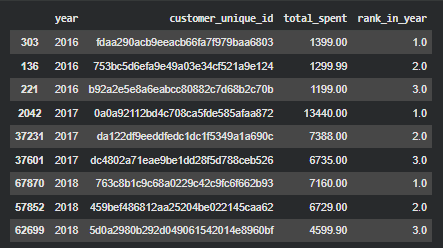 year customer_unique_id total_spent rank_in_year
303 2016 fdaa290acb9eeacb66fa7f979baa6803 1399.00 1.0
136 2016 753bc5d6efa9e49a03e34cf521a9e124 1299.99 2.0
221 2016 b92a2e5e8a6eabcc80882c7d68b2c70b 1199.00 3.0
2042 2017 0a0a92112bd4c708ca5fde585afaa872 13440.00 1.0
37231 2017 da122df9eeddfedc1dc1f5349a1a690c 7388.00 2.0
37601 2017 dc4802a71eae9be1dd28f5d788ceb526 6735.00 3.0
67870 2018 763c8b1c9c68a0229c42c9fc6f662b93 7160.00 1.0
57852 2018 459bef486812aa25204be022145caa62 6729.00 2.0
62699 2018 5d0a2980b292d049061542014e8960bf 4599.90 3.0